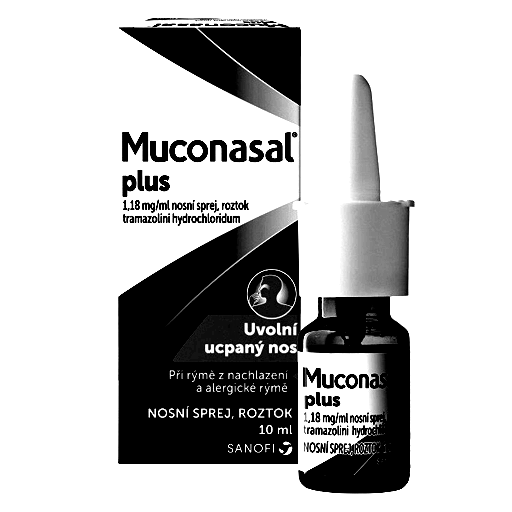 Muconasal
Muconasal®
plus
1,18 mg/ml nosní sprej, roztok
tramazolini hydrochloridum
Uvolní
ucpaný nos
Při rýmě z nachlazení
a alergické rýmě
NOSNÍ SPREJ, ROZTOK
10 ml
SANOFI
Muconasal
plus
1,18 mg/ml nosní sprej
tramazolini hydrochl
NOSNÍ SPREJ, ROZTOK